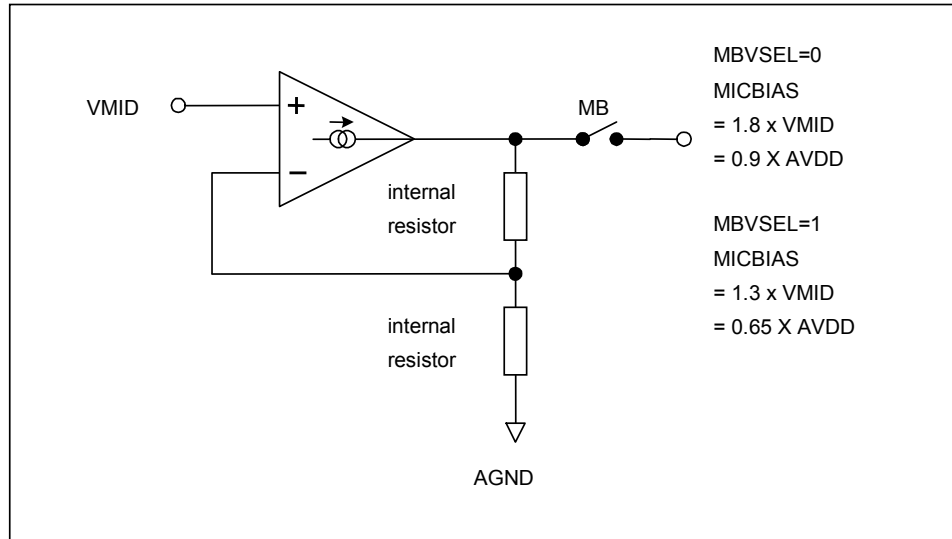 VMID
+
−
MB
internal
resistor
internal
resistor
AGND
MBVSEL=0
MICBIAS
= 1.8 x VMID
= 0.9 X AVDD
MBVSEL=1
MICBIAS
= 1.3 x VMID
= 0.65 X AVDD